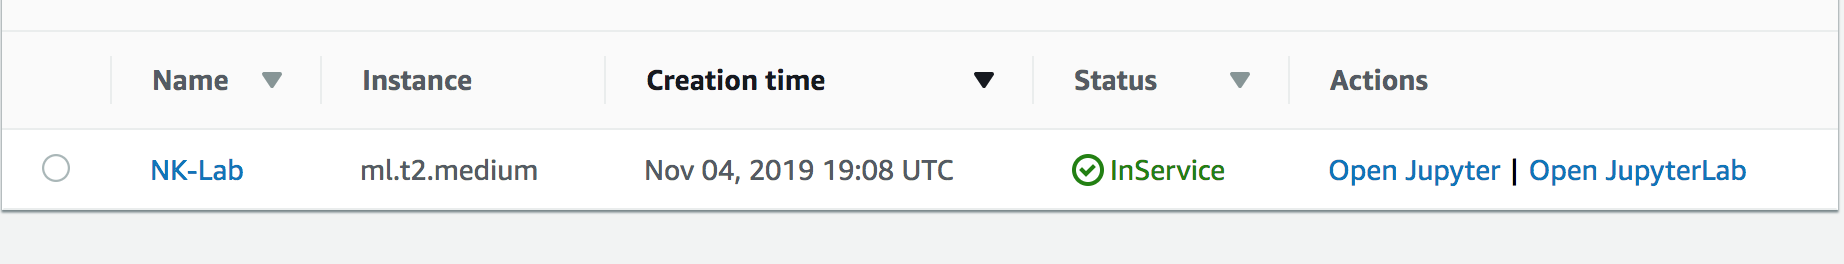 Name Instance Creation time Status Actions
NK-Lab ml.t2.medium Nov 04, 2019 19:08 UTC InService Open Jupyter | Open JupyterLab